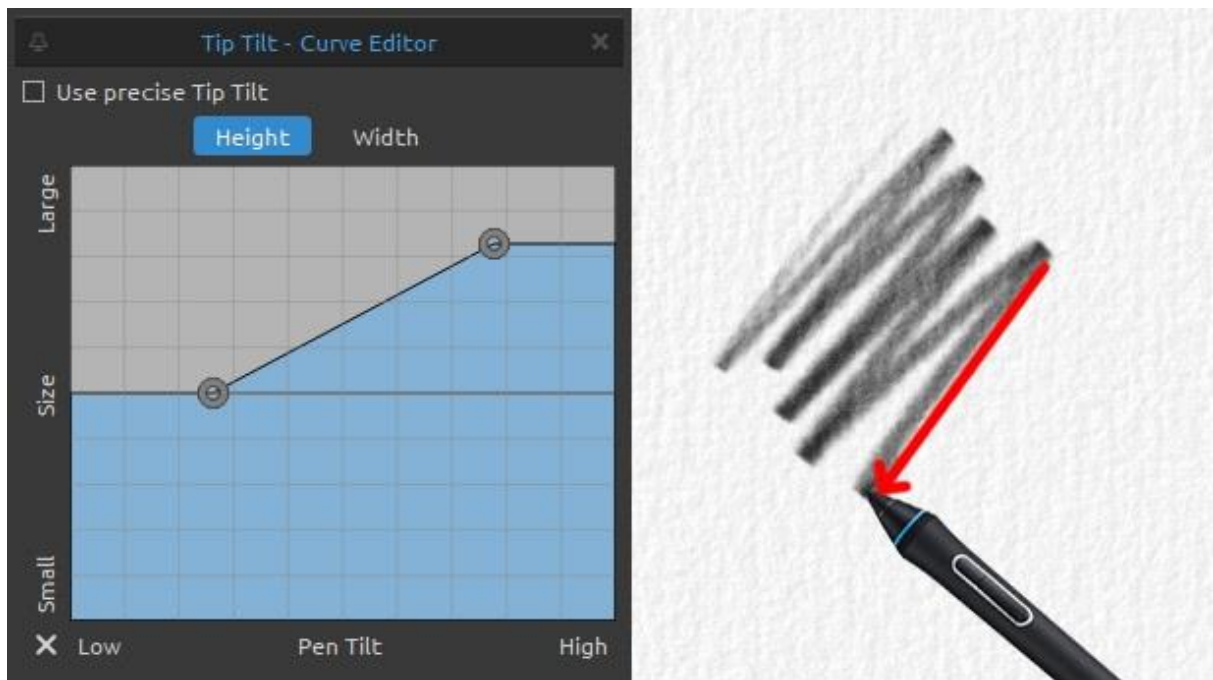 Tip Tilt - Curve Editor
Use precise Tip Tilt
Height Width
Large
Size
Small
Low Pen Tilt High